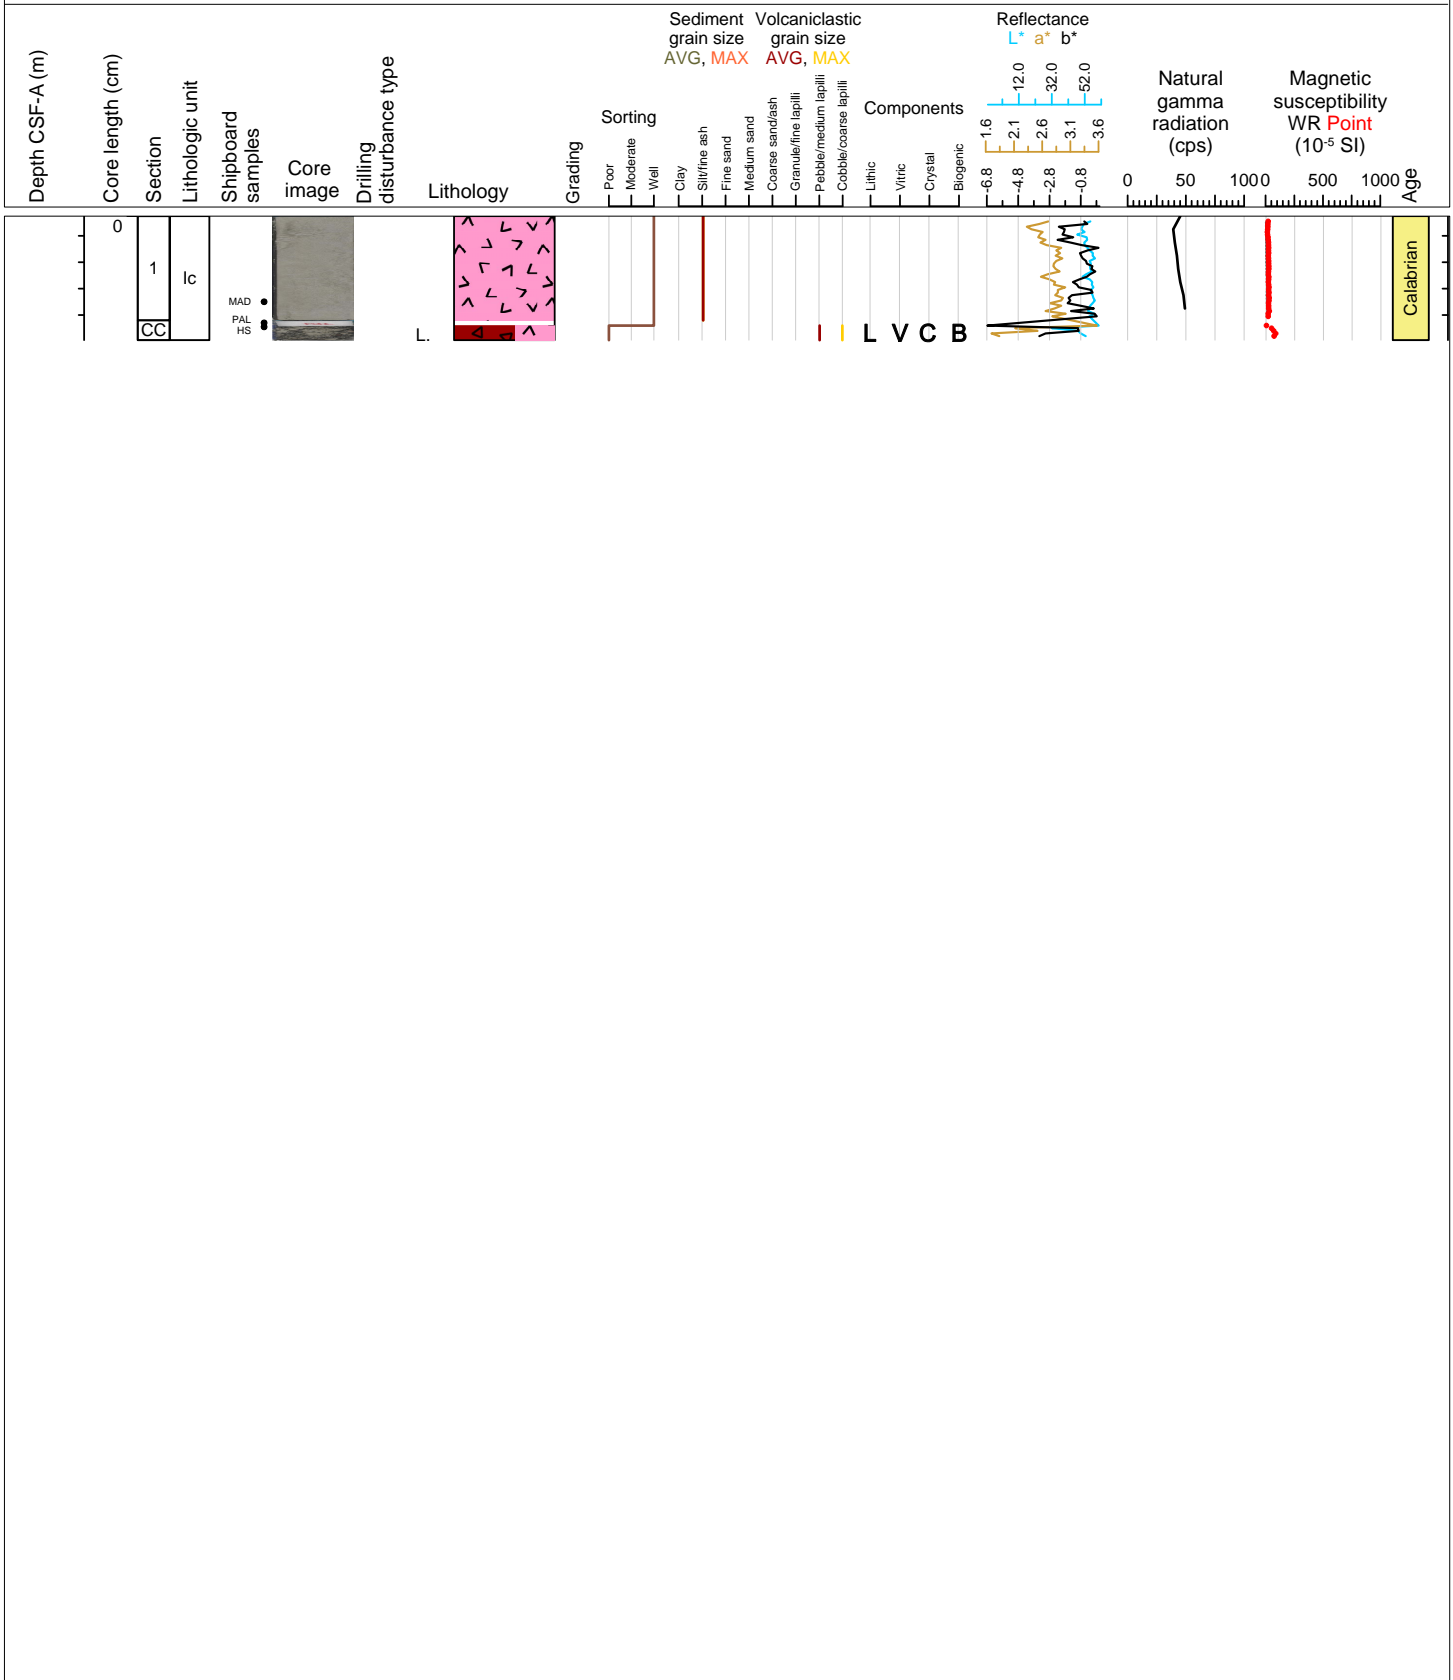 Depth CSF-A (m)
Core length (cm)
Section
Lithologic unit
Shipboard
samples
Core
image
Drilling
disturbance type
Lithology
Grading
Sorting
Poor
Moderate
Well
Sediment
grain size
AVG, MAX
Volcaniclastic
grain size
AVG, MAX
Clay
Silt/fine ash
Fine sand
Medium sand
Coarse sand/ash
Granule/fine lapilli
Pebble/medium lapilli
Cobble/coarse lapilli
Components
Lithic
Vitric
Crystal
Biogenic
Reflectance
L* a* b*
12.0 32.0 52.0
1.6 2.1 2.6 3.1 3.6
-6.8 -4.8 -2.8 -0.8
Natural
gamma
radiation
(cps)
0 50 100
Magnetic
susceptibility
WR Point
(10-5 SI)
0 500 1000
Age
0
1
CC
Ic
MAD
PAL
HS
L.
L V C B
Calabrian